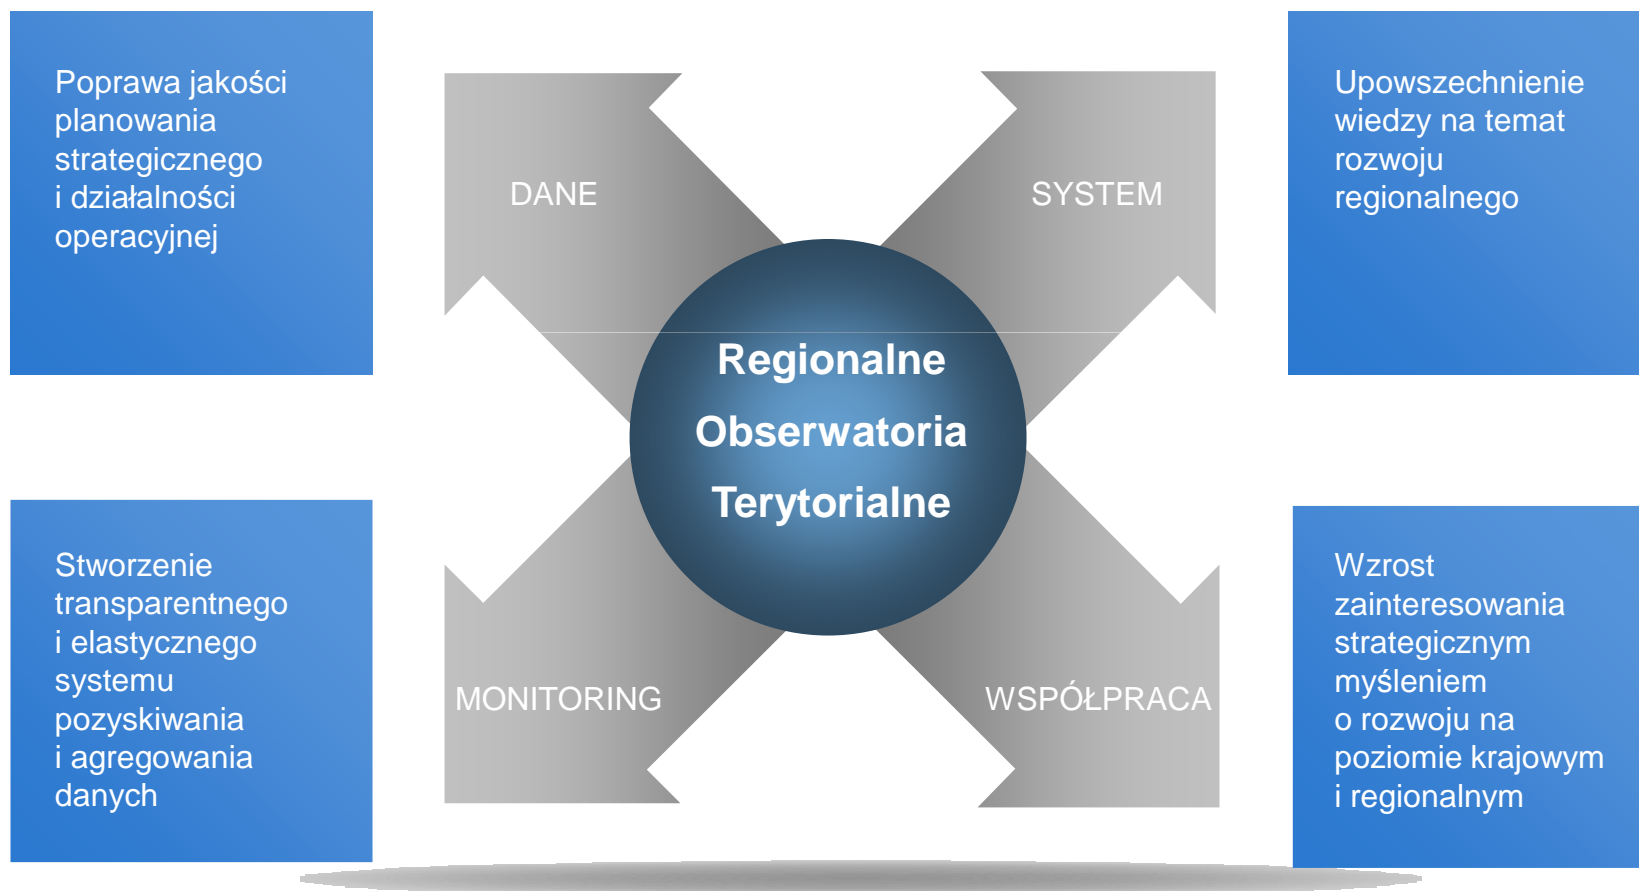 Poprawa jakości
planowania
strategicznego
i działalności
operacyjnej
DANE
SYSTEM
Upowszechnienie
wiedzy na temat
rozwoju
regionalnego
Regionalne
Obserwatoria
Terytorialne
Stworzenie
transparentnego
i elastycznego
systemu
pozyskiwania
i agregowania
danych
MONITORING
WSPÓŁPRACA
Wzrost
zainteresowania
strategicznym
myśleniem
o rozwoju na
poziomie krajowym
i regionalnym